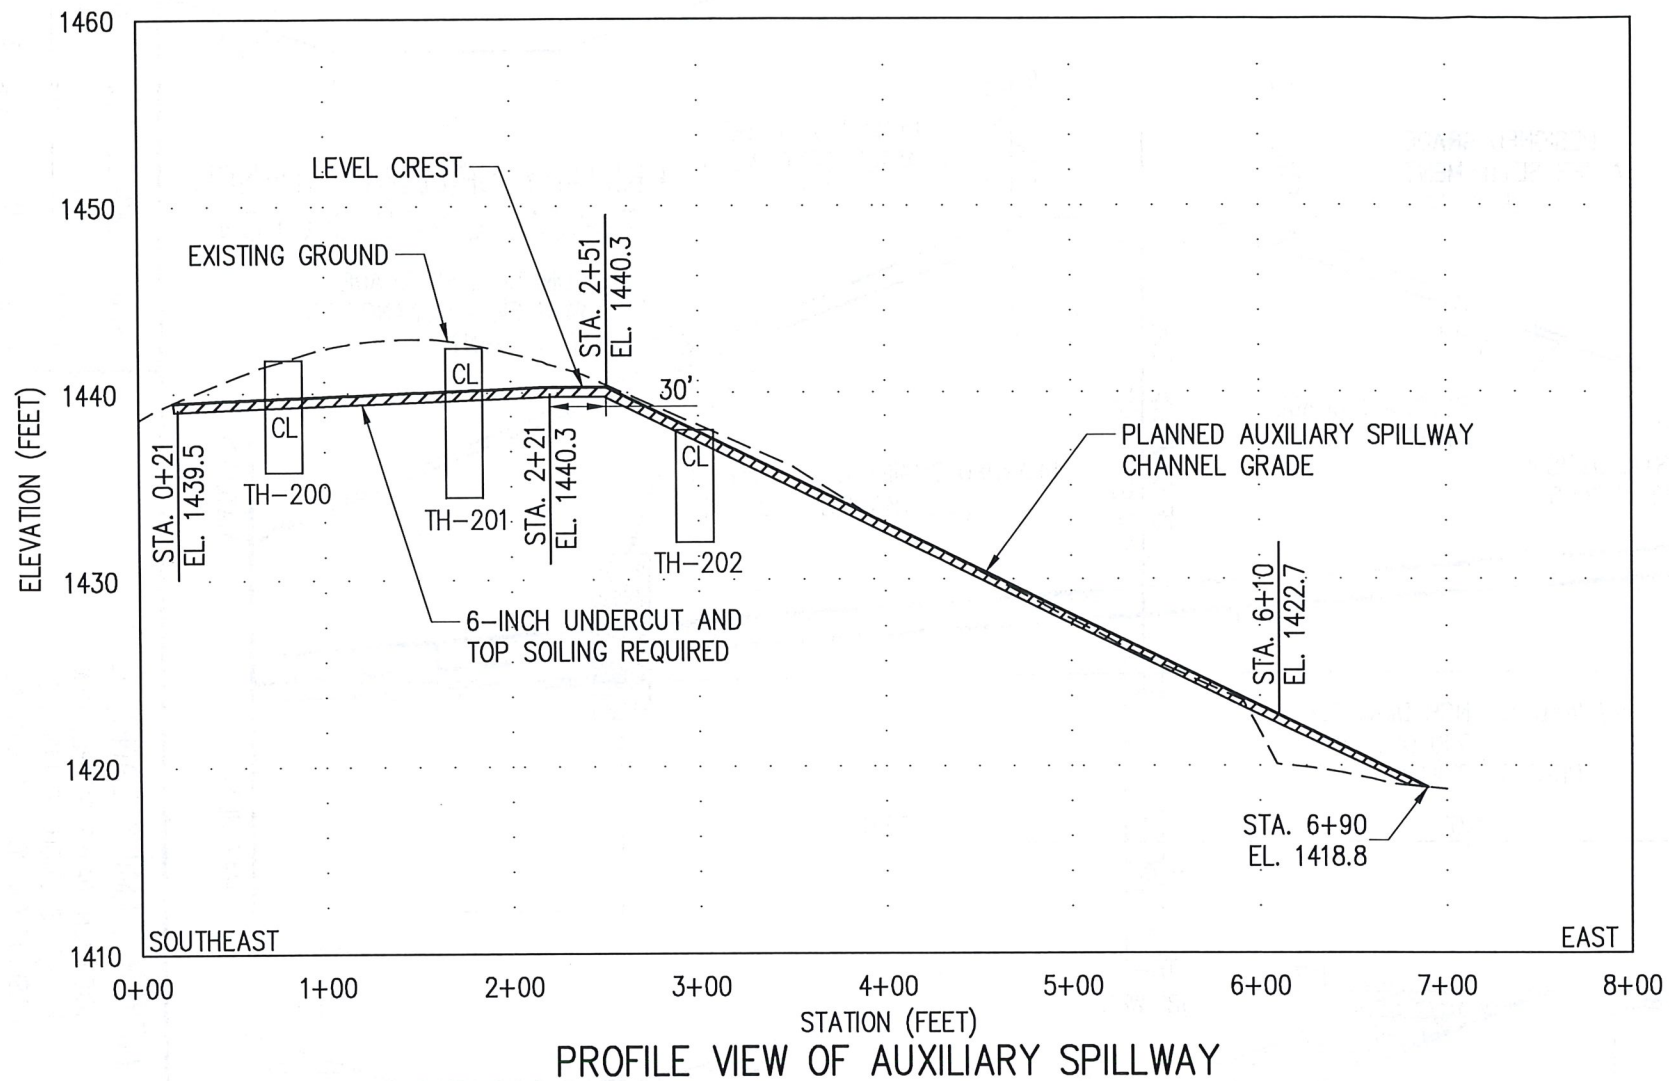 1460
1450
1440
1430
1420
1410
ELEVATION (FEET)
LEVEL CREST
EXISTING GROUND
STA. 2+51
EL. 1440.3
30'
CL
CL
CL
TH-200
TH-201
TH-202
STA. 0+21
EL. 1439.5
STA. 2+21
EL. 1440.3
PLANNED AUXILIARY SPILLWAY
CHANNEL GRADE
6-INCH UNDERCUT AND
TOP SOILING REQUIRED
STA. 6+10
EL. 1422.7
STA. 6+90
EL. 1418.8
SOUTHEAST
EAST
0+00 1+00 2+00 3+00 4+00 5+00 6+00 7+00 8+00
STATION (FEET)
PROFILE VIEW OF AUXILIARY SPILLWAY